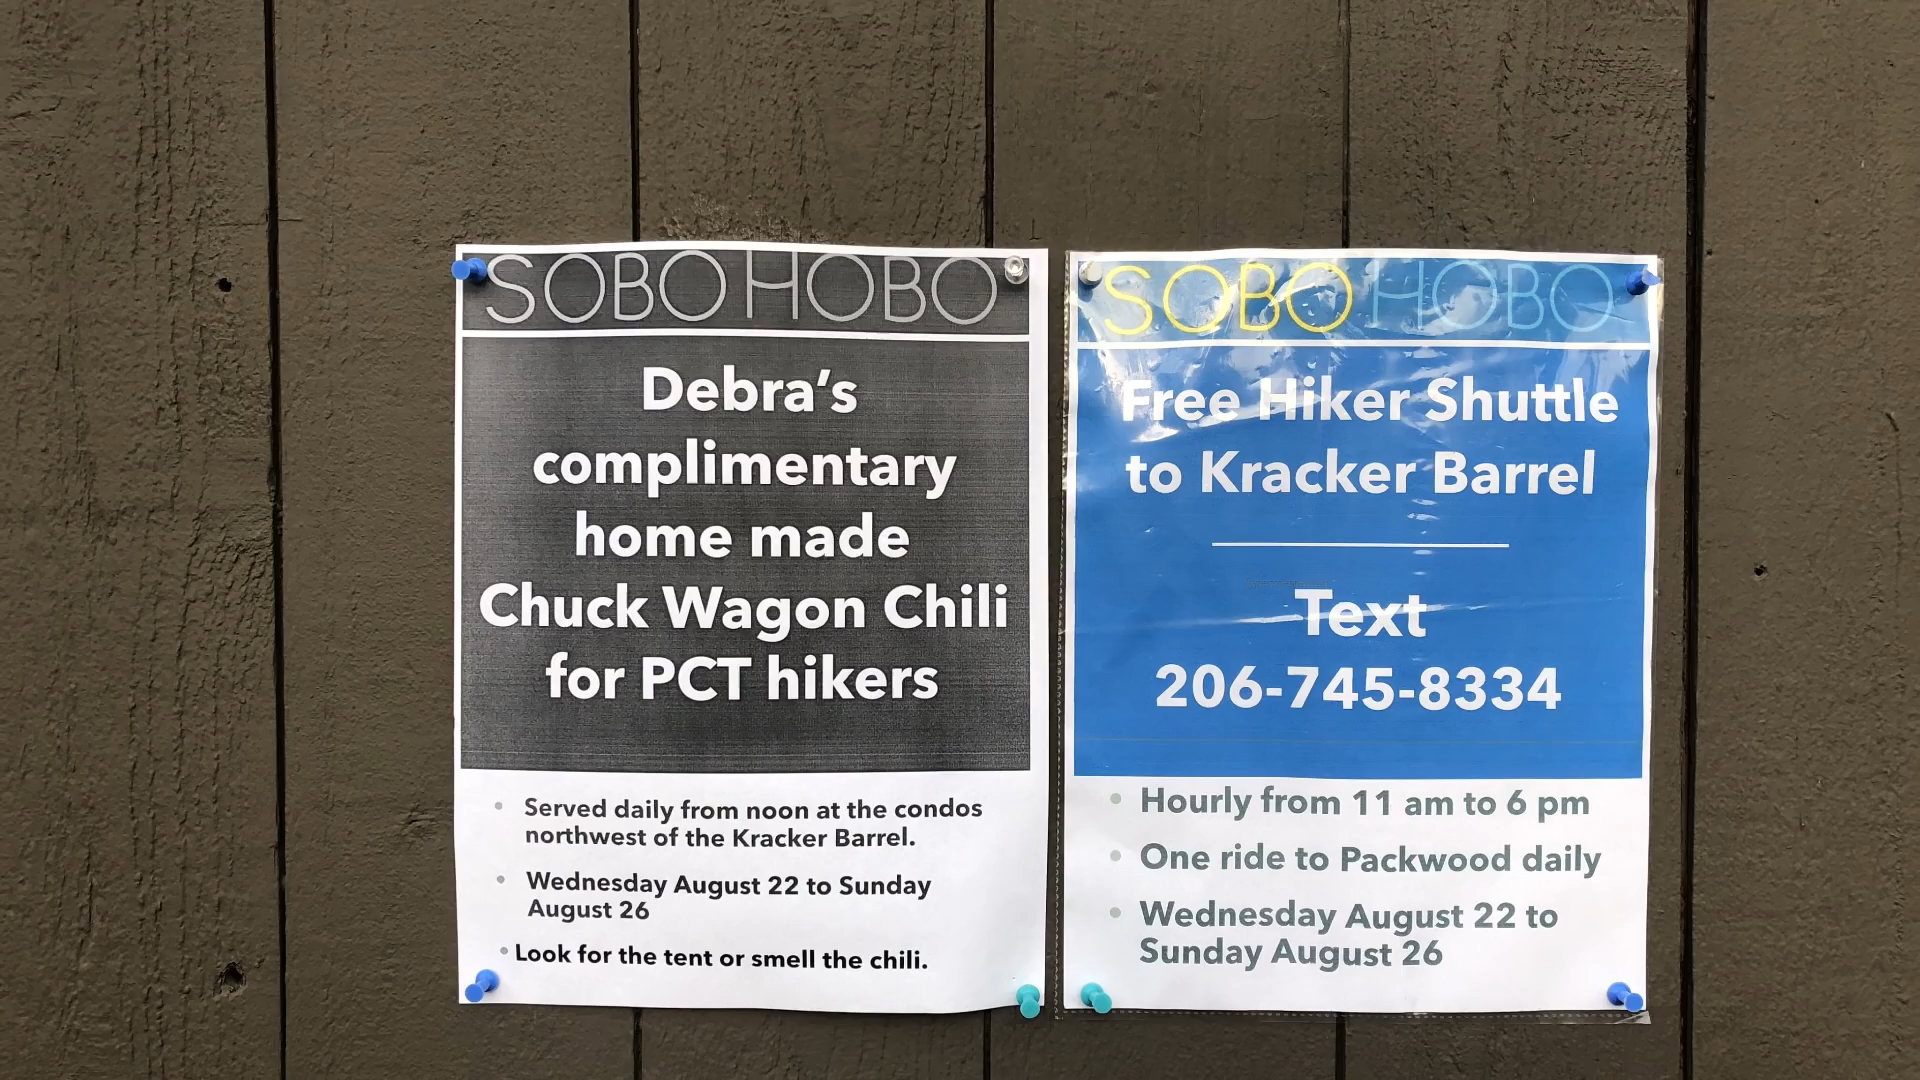 SOBO HOBO
Debra's
complimentary
home made
Chuck Wagon Chili
for PCT hikers
• Served daily from noon at the condos
northwest of the Kracker Barrel.
• Wednesday August 22 to Sunday
August 26
• Look for the tent or smell the chili.
SOBO HOBO
Free Hiker Shuttle
to Kracker Barrel
Text
206-745-8334
• Hourly from 11 am to 6 pm
• One ride to Packwood daily
• Wednesday August 22 to
Sunday August 26